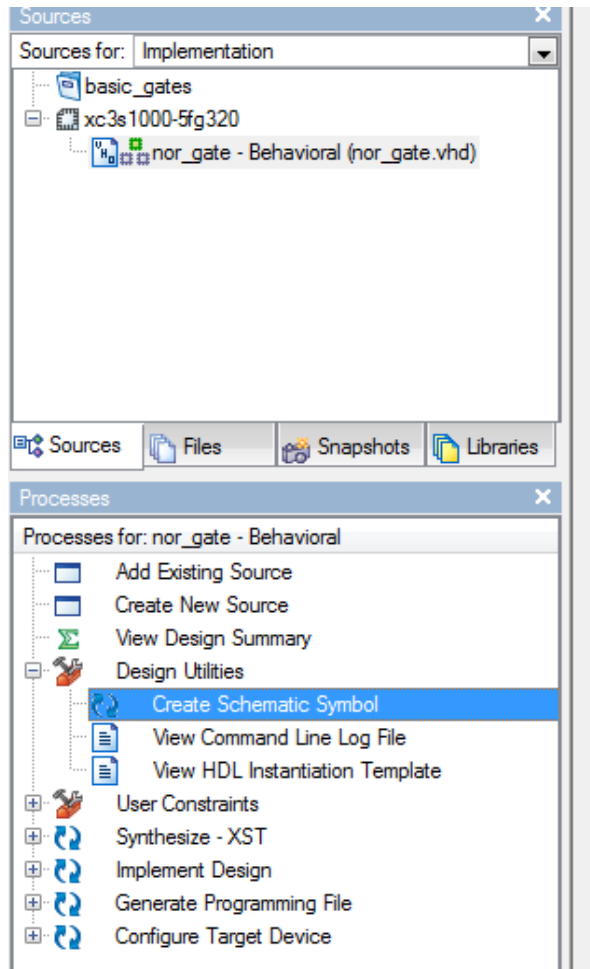 Sources
Sources for: Implementation
basic_gates
xc3s1000-5fg320
nor_gate - Behavioral (nor_gate.vhd)
Sources Files Snapshots Libraries
Processes
Processes for: nor_gate - Behavioral
Add Existing Source
Create New Source
View Design Summary
Design Utilities
Create Schematic Symbol
View Command Line Log File
View HDL Instantiation Template
User Constraints
Synthesize - XST
Implement Design
Generate Programming File
Configure Target Device